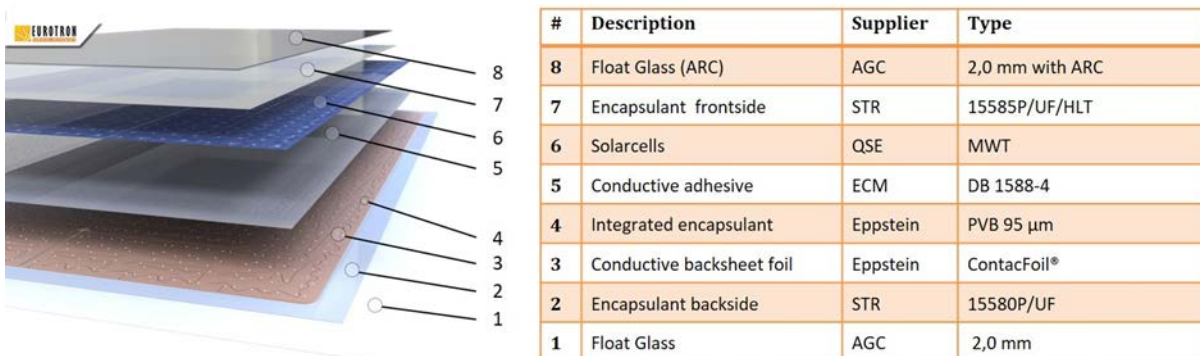 EUROTRON
8
7
6
5
4
3
2
1
# Description Supplier Type
8 Float Glass (ARC) AGC 2,0 mm with ARC
7 Encapsulant frontside STR 15585P/UF/HLT
6 Solarcells QSE MWT
5 Conductive adhesive ECM DB 1588-4
4 Integrated encapsulant Eppstein PVB 95 µm
3 Conductive backsheet foil Eppstein ContacFoil®
2 Encapsulant backside STR 15580P/UF
1 Float Glass AGC 2,0 mm